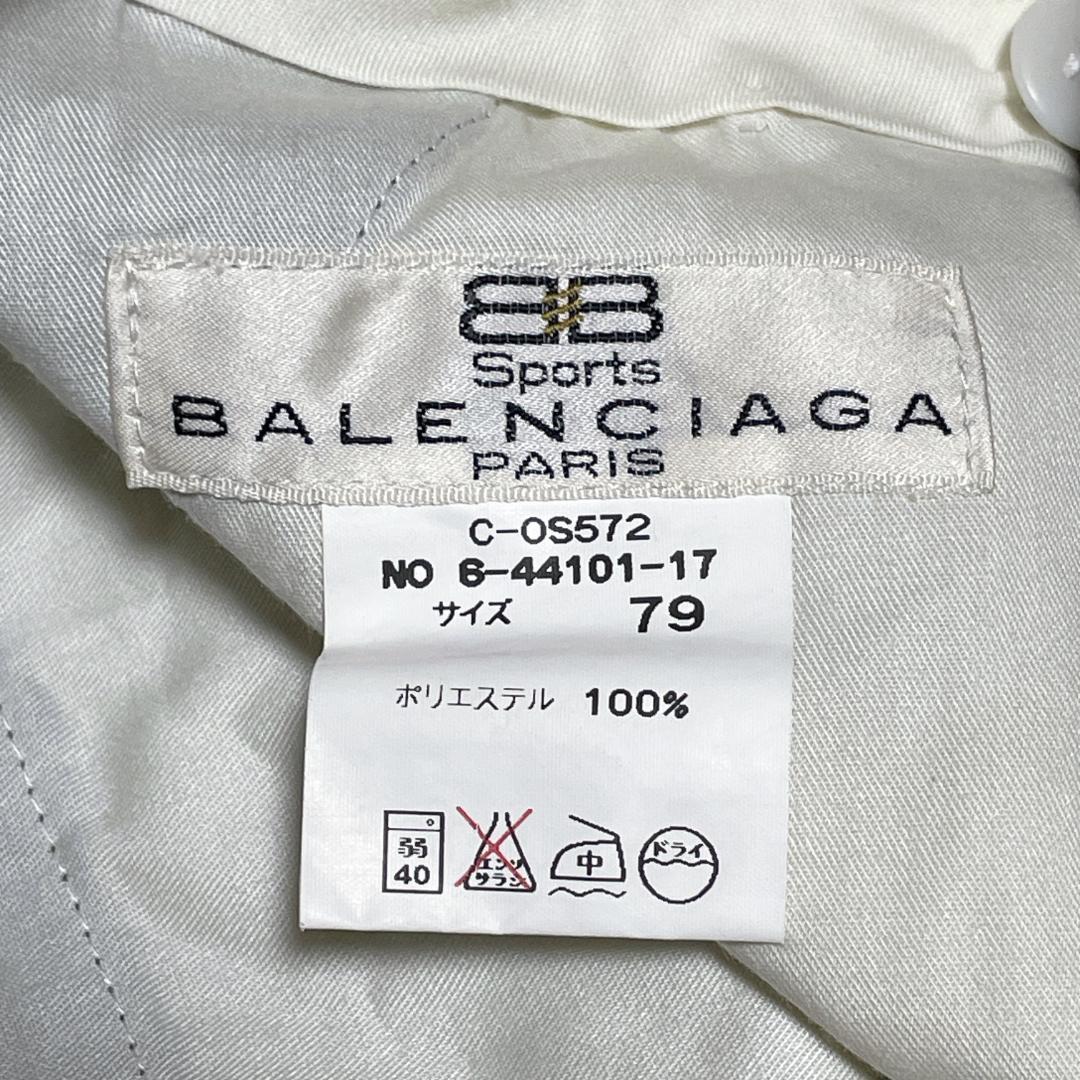 BB
Sports
BALENCIAGA
PARIS
C-OS572
NO 6-44101-17
サイズ 79
ポリエステル 100%
弱 40
エンソ サラシ
中
ドライ